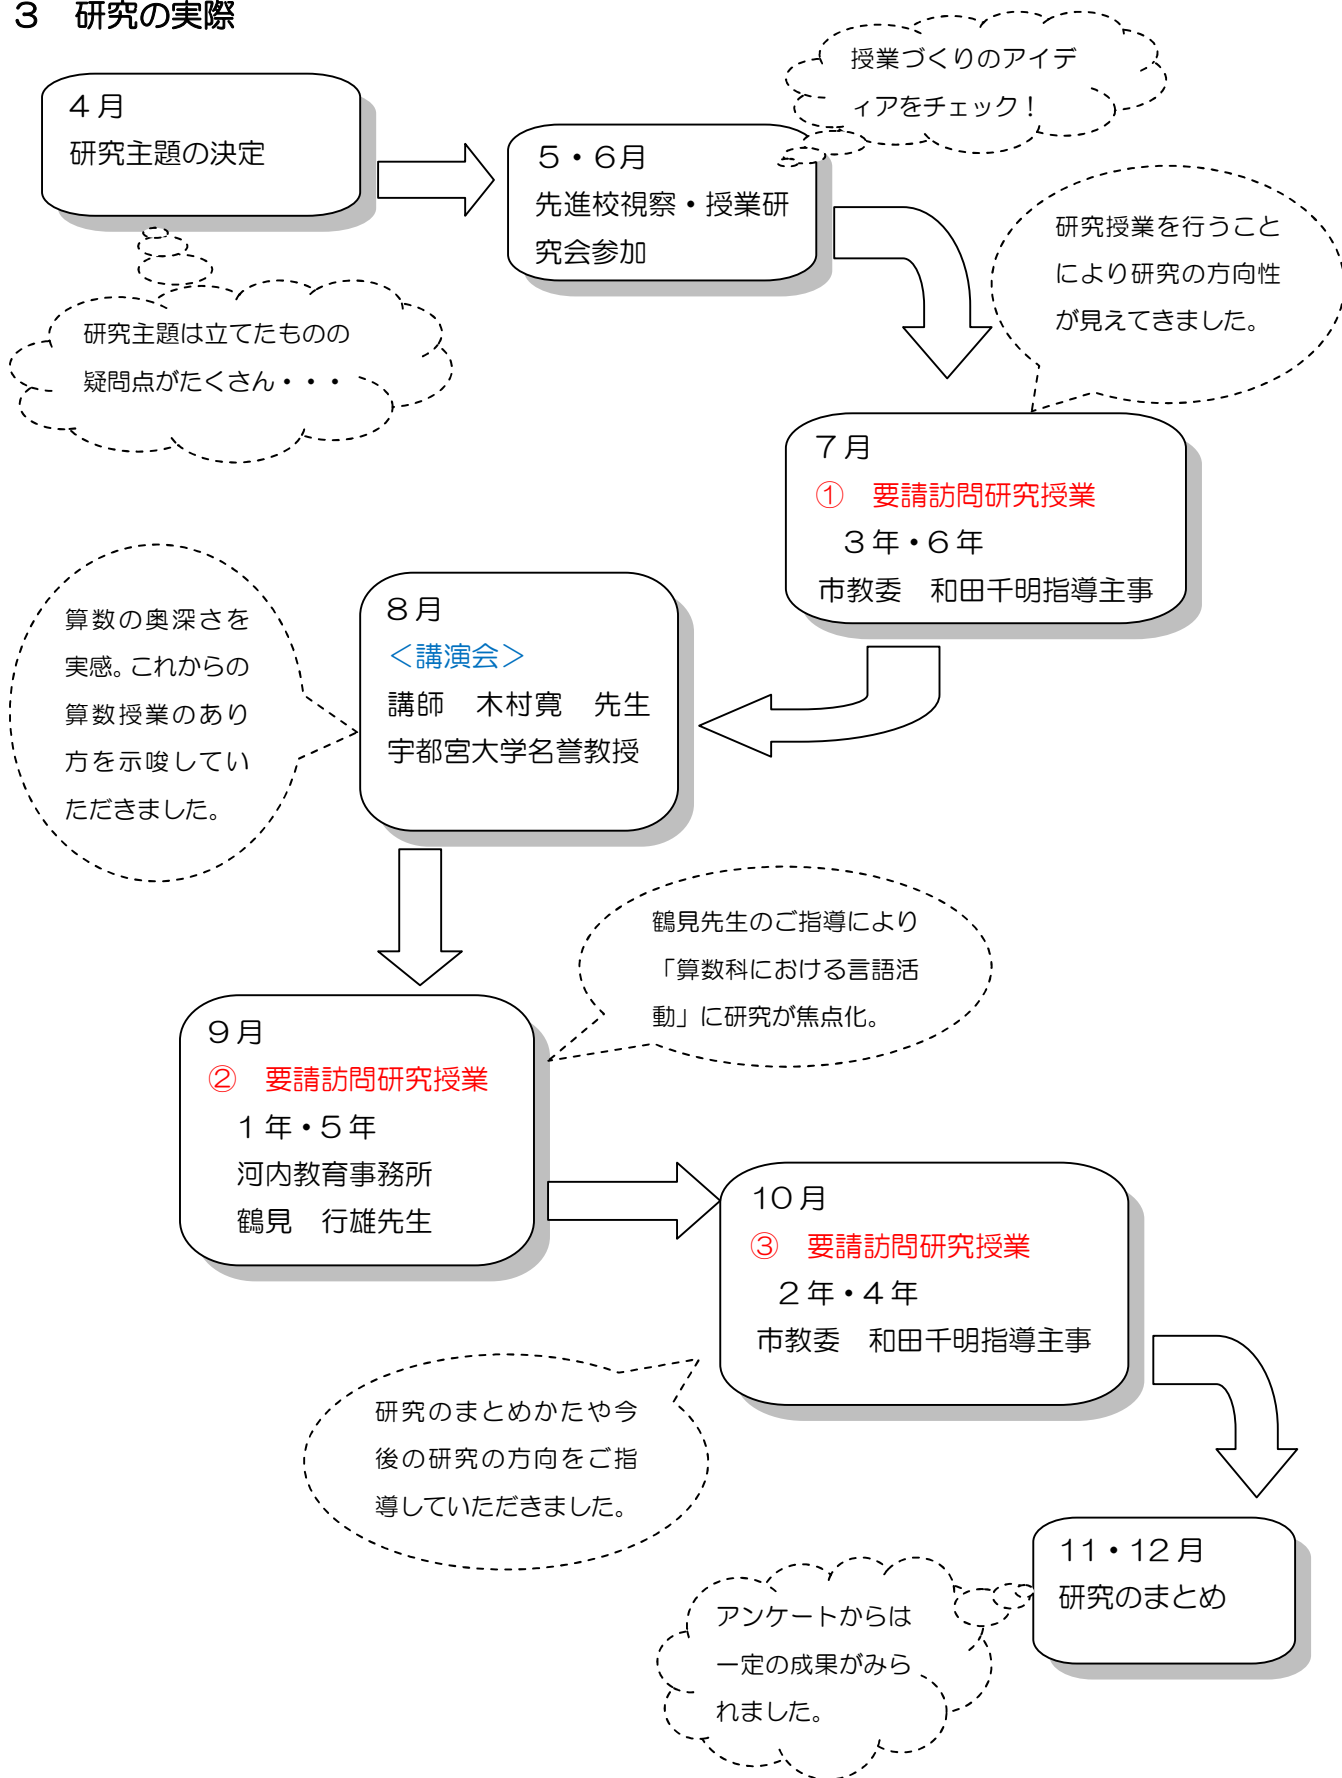 ３　研究の実際
４月
研究主題の決定
研究主題は立てたものの
疑問点がたくさん・・・
授業づくりのアイデ
ィアをチェック！
５・６月
先進校視察・授業研
究会参加
研究授業を行うこと
により研究の方向性
が見えてきました。
７月
①　要請訪問研究授業
３年・６年
市教委　和田千明指導主事
８月
＜講演会＞
講師　木村寛　先生
宇都宮大学名誉教授
算数の奥深さを
実感。これからの
算数授業のあり
方を示唆してい
ただきました。
鶴見先生のご指導により
「算数科における言語活
動」に研究が焦点化。
９月
②　要請訪問研究授業
１年・５年
河内教育事務所
鶴見　行雄先生
10月
③　要請訪問研究授業
２年・４年
市教委　和田千明指導主事
研究のまとめかたや今
後の研究の方向をご指
導していただきました。
11・12月
研究のまとめ
アンケートからは
一定の成果がみら
れました。